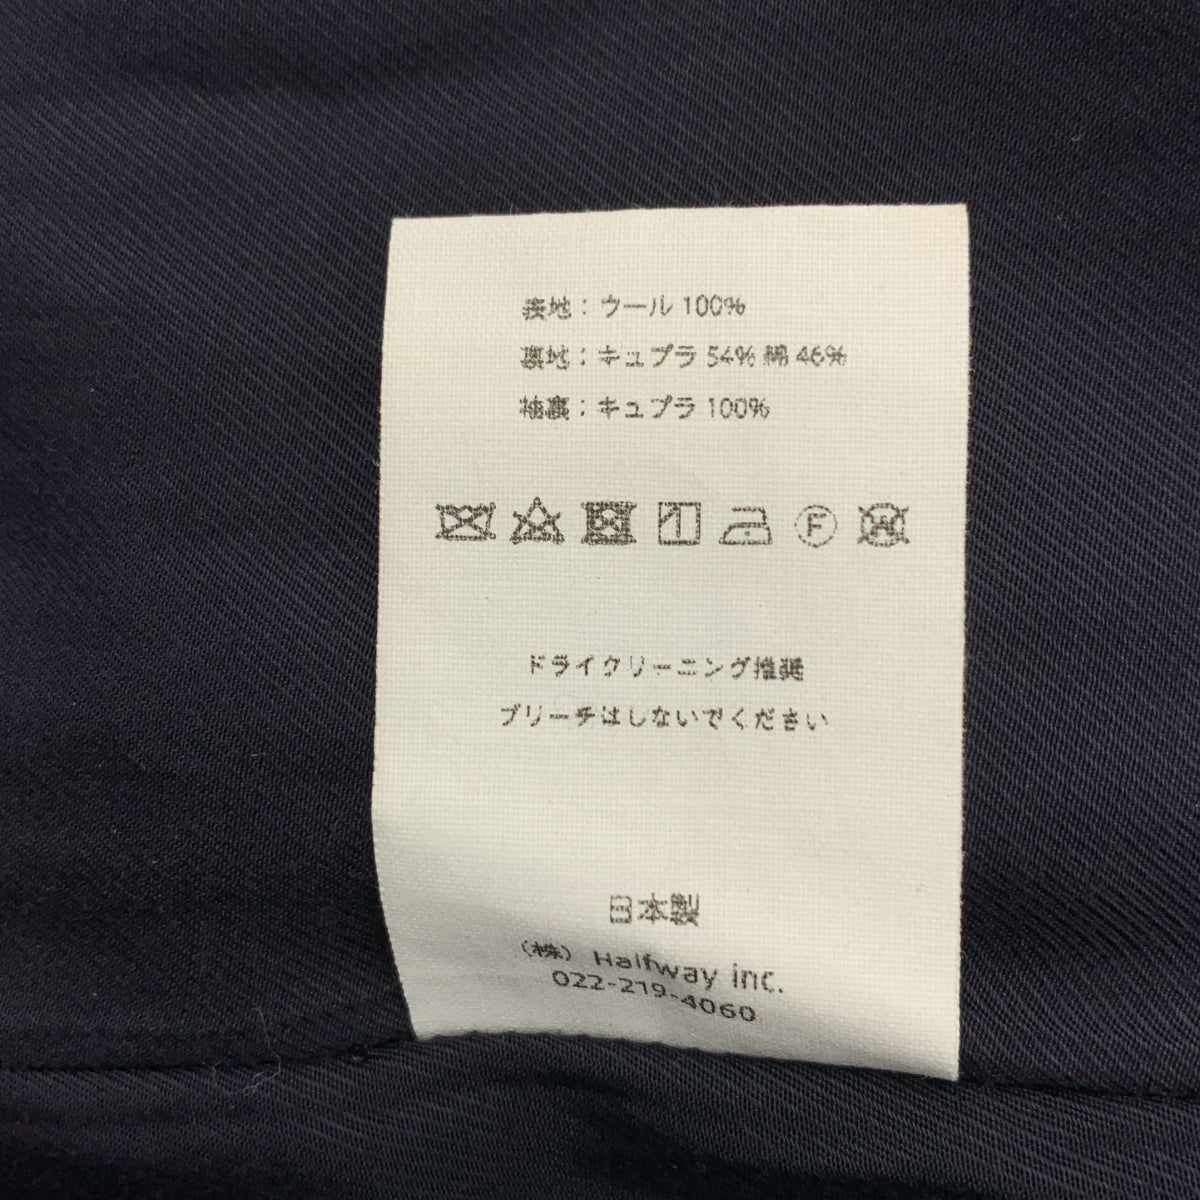 表地：ウール 100%
裏地：キュプラ 54% 綿 46%
袖裏：キュプラ 100%
F W
ドライクリーニング推奨
ブリーチはしないでください
日本製
（株） Halfway inc.
022-219-4060